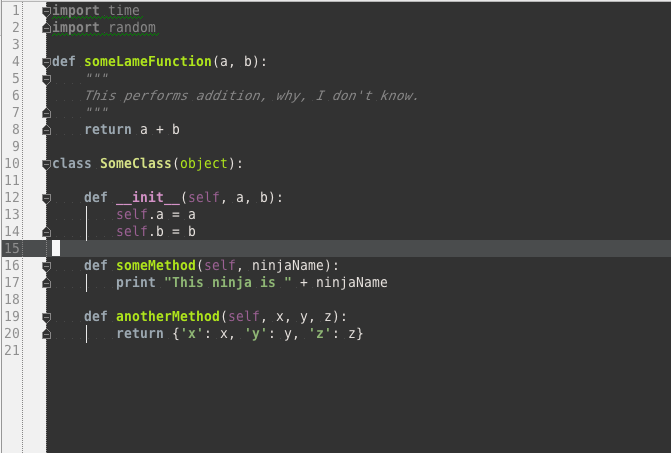 1 import time
2 import random
3
4 def someLameFunction(a, b):
5     """
6     This performs addition, why, I don't know.
7     """
8     return a + b
9
10 class SomeClass(object):
11
12     def __init__(self, a, b):
13         self.a = a
14         self.b = b
15
16     def someMethod(self, ninjaName):
17         print "This ninja is " + ninjaName
18
19     def anotherMethod(self, x, y, z):
20         return {'x': x, 'y': y, 'z': z}
21